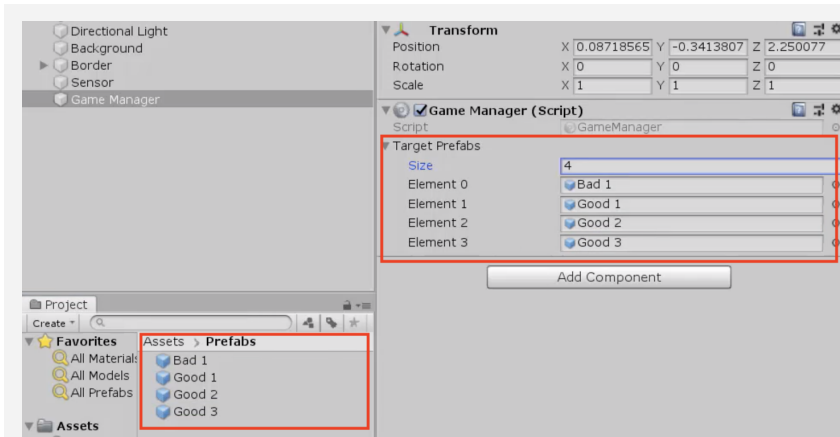 Directional Light
Background
Border
Sensor
Game Manager
Transform
Position X 0.08718565 Y -0.3413807 Z 2.250077
Rotation X 0 Y 0 Z 0
Scale X 1 Y 1 Z 1
Game Manager (Script)
Script GameManager
Target Prefabs
Size 4
Element 0 Bad 1
Element 1 Good 1
Element 2 Good 2
Element 3 Good 3
Add Component
Project
Create
Favorites
All Materials
All Models
All Prefabs
Assets
Assets > Prefabs
Bad 1
Good 1
Good 2
Good 3